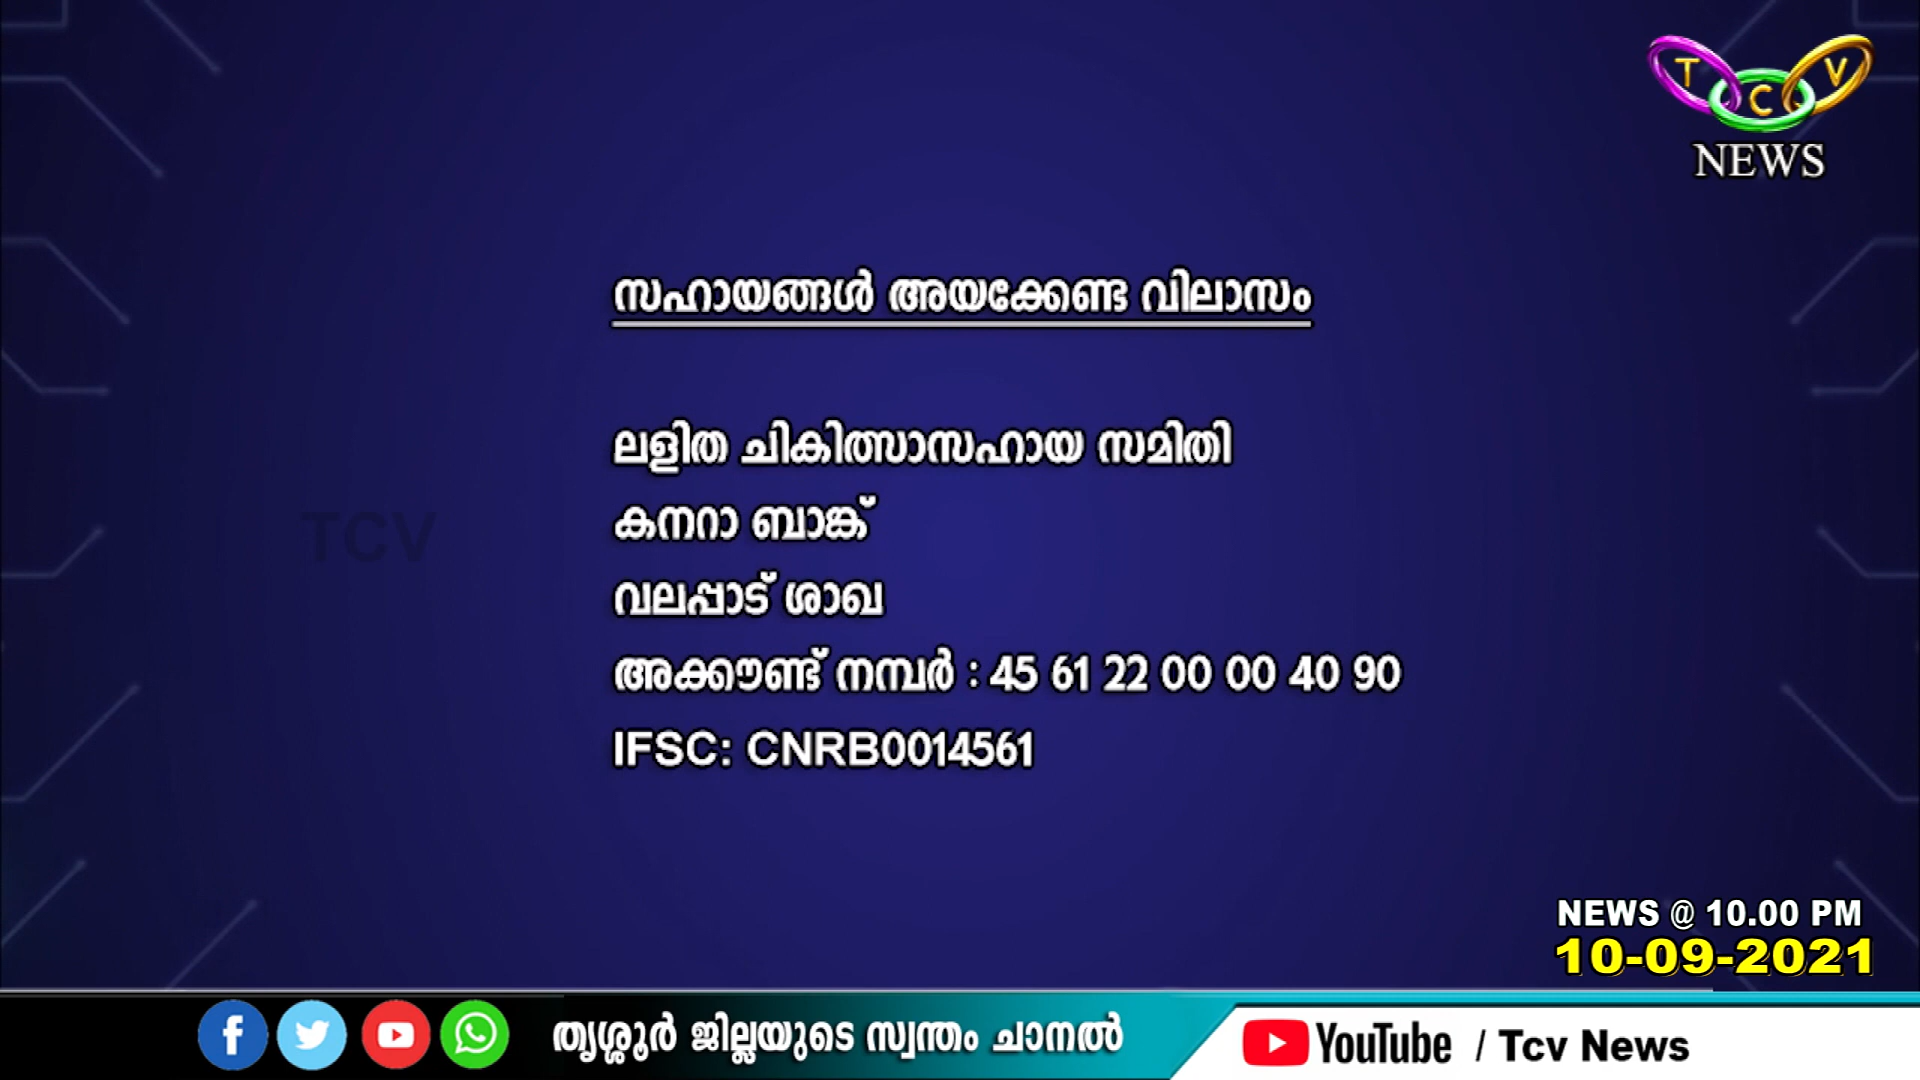 T C V
NEWS
സഹായങ്ങൾ അയക്കേണ്ട വിലാസം
ലളിത ചികിത്സാസഹായ സമിതി
കനറാ ബാങ്ക്
വലപ്പാട് ശാഖ
TCV
അക്കൗണ്ട് നമ്പർ : 45 61 22 00 00 40 90
IFSC: CNRB0014561
NEWS @ 10.00 PM
10-09-2021
തൃശ്ശൂർ ജില്ലയുടെ സ്വന്തം ചാനൽ
YouTube / Tcv News